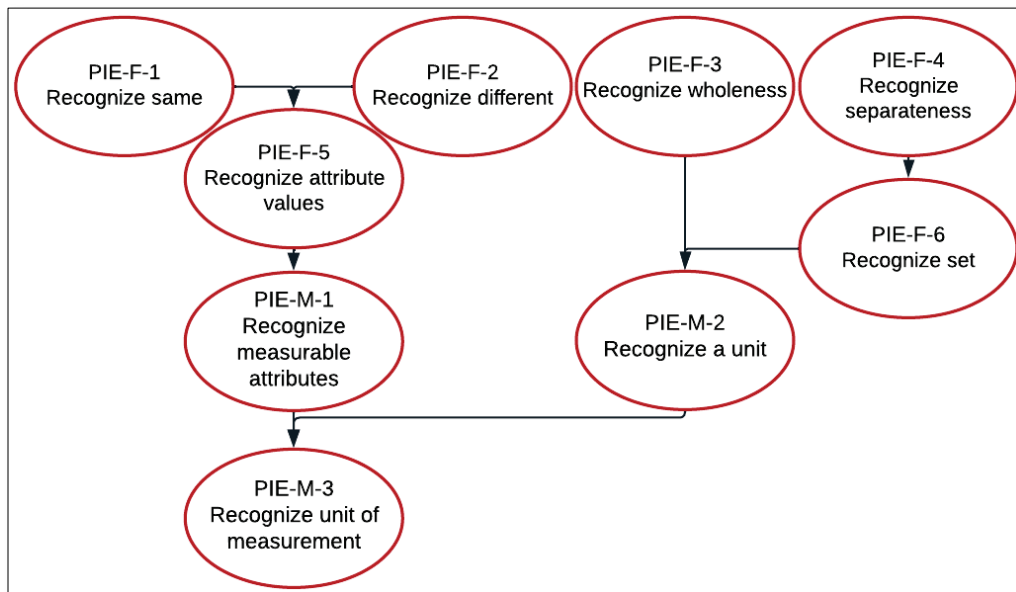 PIE-F-1
Recognize same
PIE-F-2
Recognize different
PIE-F-3
Recognize wholeness
PIE-F-4
Recognize
separateness
PIE-F-5
Recognize attribute
values
PIE-F-6
Recognize set
PIE-M-1
Recognize
measurable
attributes
PIE-M-2
Recognize a unit
PIE-M-3
Recognize unit of
measurement